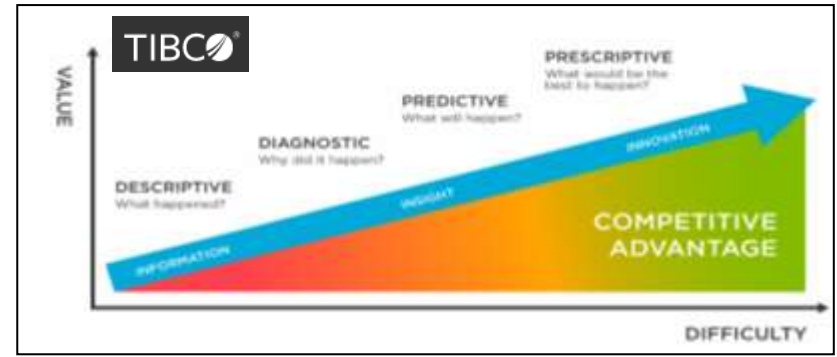 TIBCO®
VALUE
PRESCRIPTIVE
What would be the
best to happen?
PREDICTIVE
What will happen?
DIAGNOSTIC
Why did it happen?
DESCRIPTIVE
What happened?
INFORMATION
INSIGHT
INNOVATION
COMPETITIVE
ADVANTAGE
DIFFICULTY